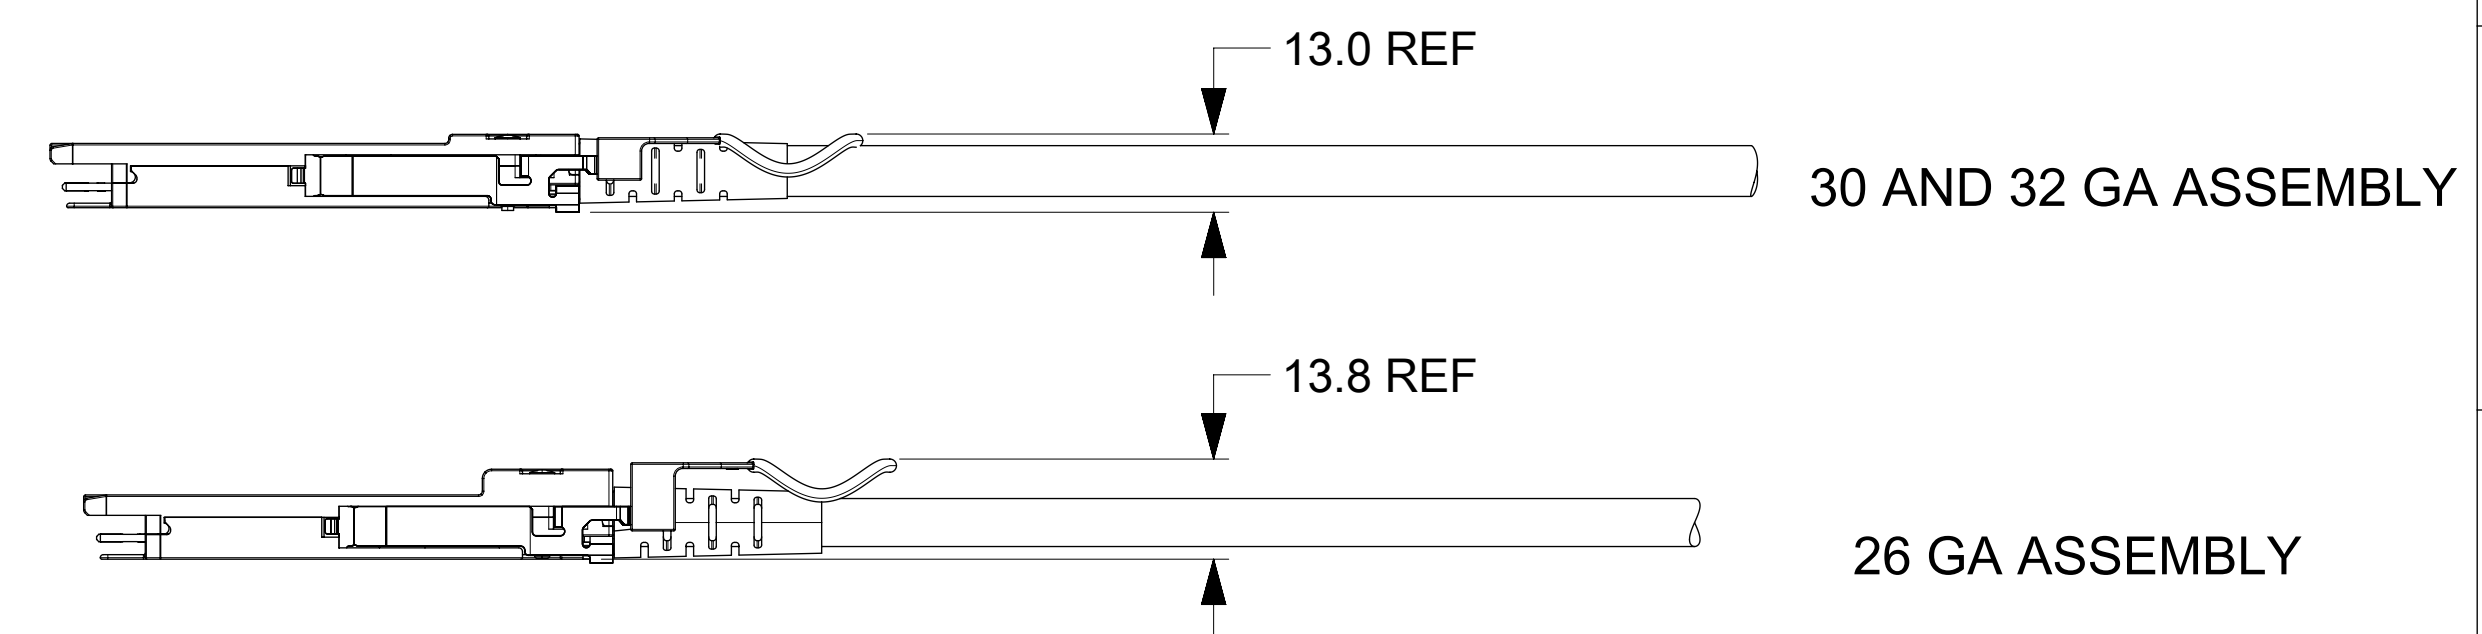 13.0 REF
30 AND 32 GA ASSEMBLY
13.8 REF
26 GA ASSEMBLY